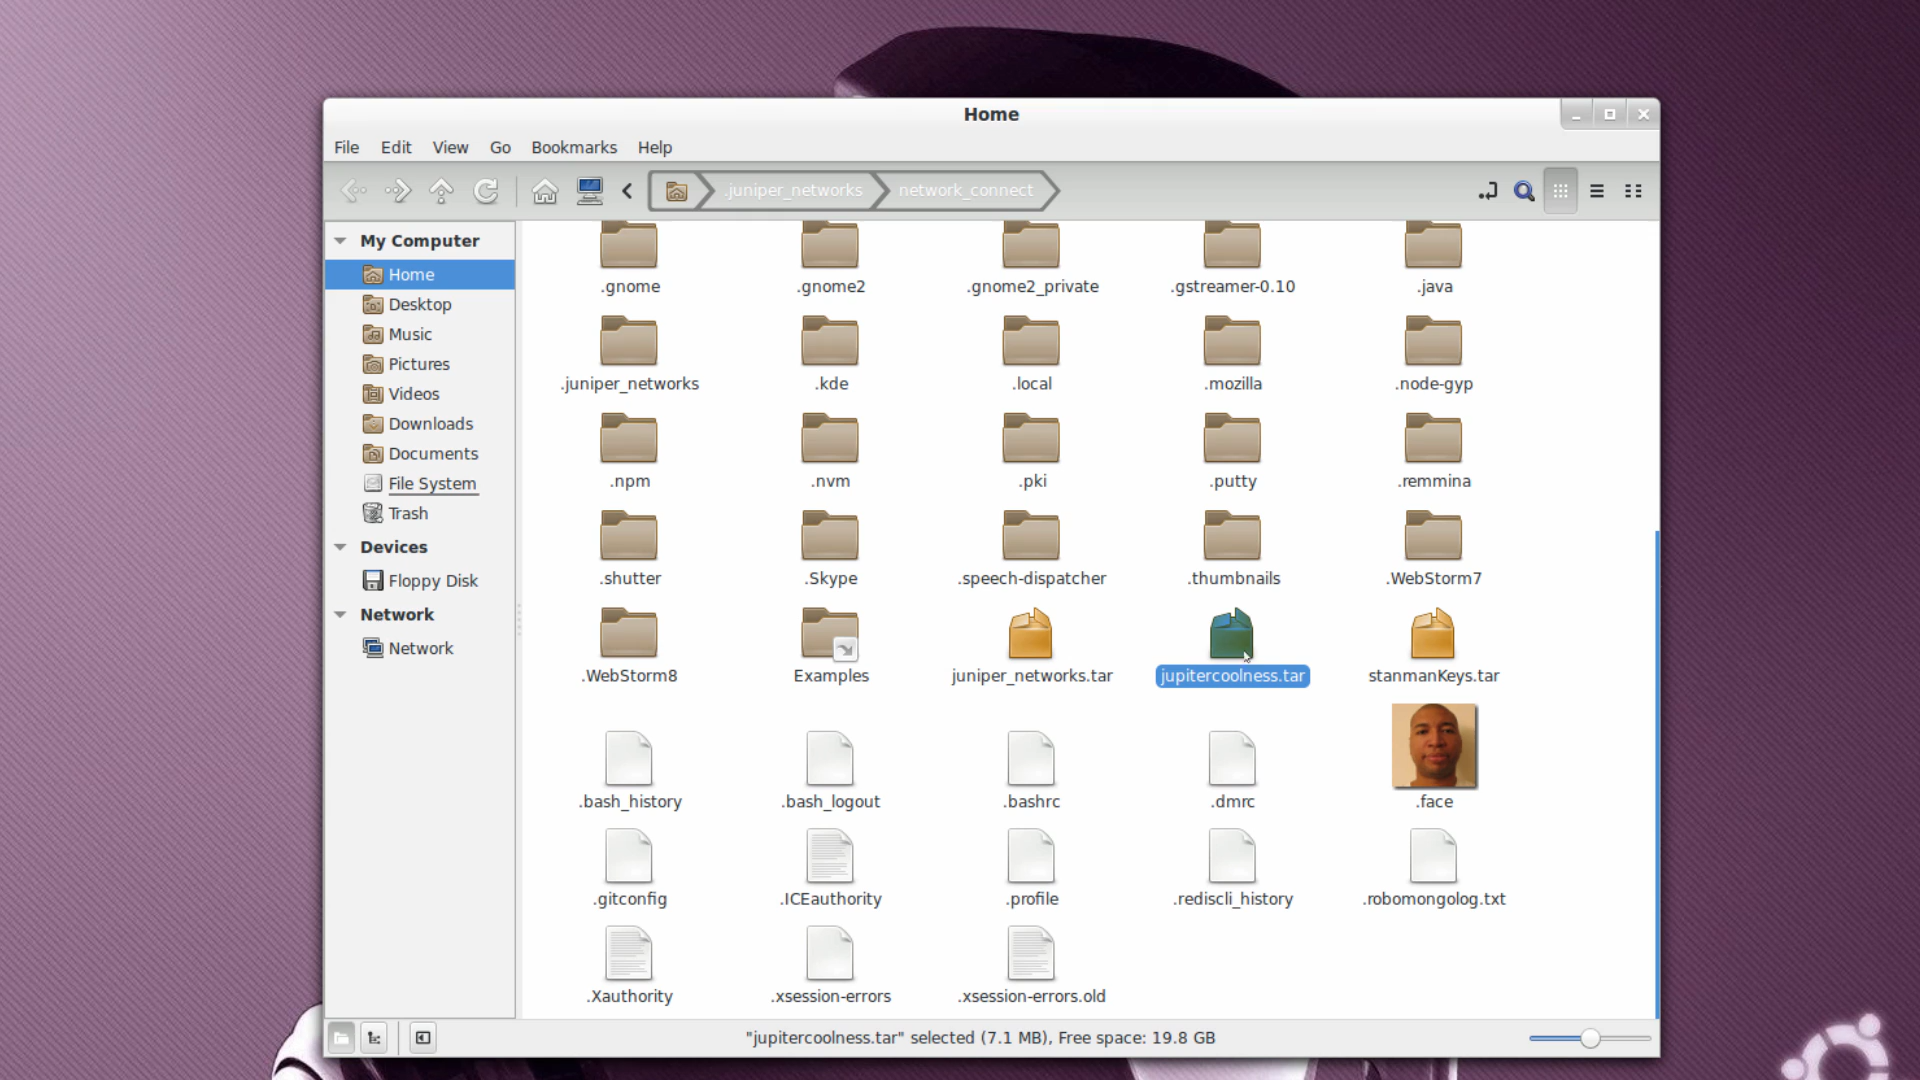 Home
File Edit View Go Bookmarks Help
.juniper_networks network_connect
My Computer
Home
Desktop
Music
Pictures
Videos
Downloads
Documents
File System
Trash
Devices
Floppy Disk
Network
Network
.gnome .gnome2 .gnome2_private .gstreamer-0.10 .java
.juniper_networks .kde .local .mozilla .node-gyp
.npm .nvm .pki .putty .remmina
.shutter .Skype .speech-dispatcher .thumbnails .WebStorm7
.WebStorm8 Examples juniper_networks.tar jupitercoolness.tar stanmanKeys.tar
.bash_history .bash_logout .bashrc .dmrc .face
.gitconfig .ICEauthority .profile .rediscli_history .robomongolog.txt
.Xauthority .xsession-errors .xsession-errors.old
"jupitercoolness.tar" selected (7.1 MB), Free space: 19.8 GB